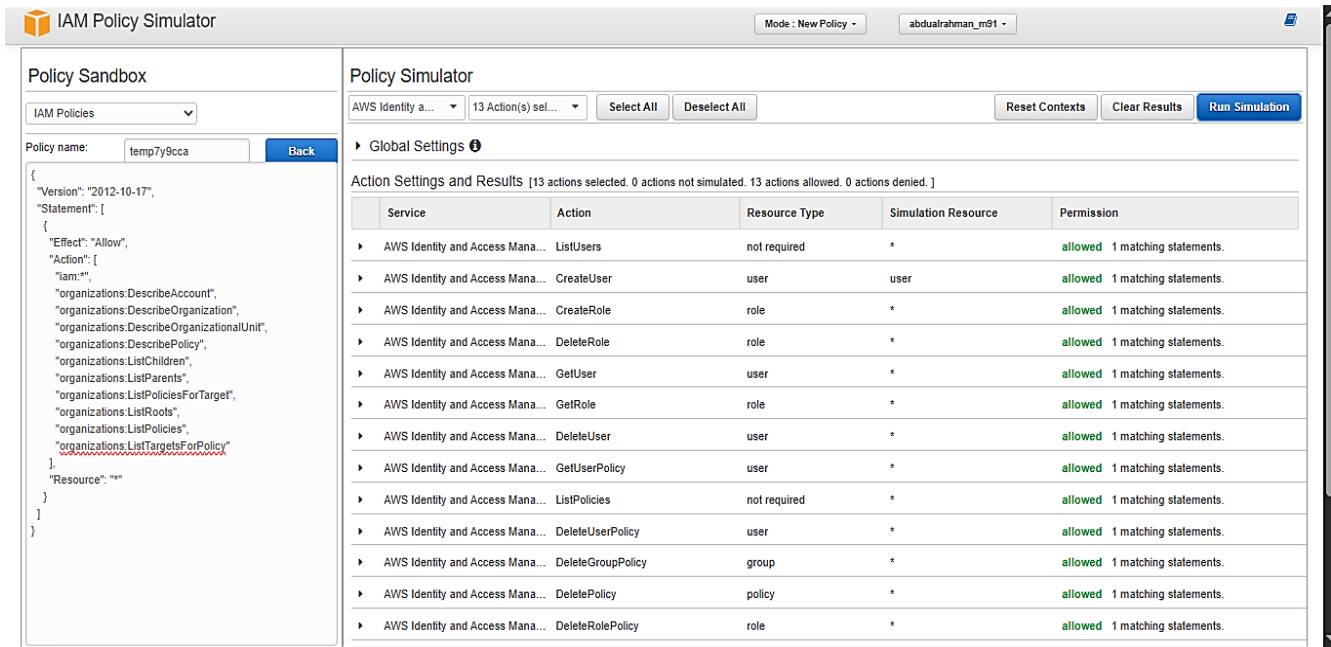 IAM Policy Simulator
Mode : New Policy
abdualrahman_m91
Policy Sandbox
IAM Policies
Policy name:
temp7y9cca
Back
{
"Version": "2012-10-17",
"Statement": [
{
"Effect": "Allow",
"Action": [
"iam:*",
"organizations:DescribeAccount",
"organizations:DescribeOrganization",
"organizations:DescribeOrganizationalUnit",
"organizations:DescribePolicy",
"organizations:ListChildren",
"organizations:ListParents",
"organizations:ListPoliciesForTarget",
"organizations:ListRoots",
"organizations:ListPolicies",
"organizations:ListTargetsForPolicy"
],
"Resource": "*"
}
]
}
Policy Simulator
AWS Identity a...
13 Action(s) sel...
Select All
Deselect All
Reset Contexts
Clear Results
Run Simulation
Global Settings
Action Settings and Results [13 actions selected. 0 actions not simulated. 13 actions allowed. 0 actions denied. ]
Service Action Resource Type Simulation Resource Permission
AWS Identity and Access Mana... ListUsers not required * allowed 1 matching statements.
AWS Identity and Access Mana... CreateUser user user allowed 1 matching statements.
AWS Identity and Access Mana... CreateRole role * allowed 1 matching statements.
AWS Identity and Access Mana... DeleteRole role * allowed 1 matching statements.
AWS Identity and Access Mana... GetUser user * allowed 1 matching statements.
AWS Identity and Access Mana... GetRole role * allowed 1 matching statements.
AWS Identity and Access Mana... DeleteUser user * allowed 1 matching statements.
AWS Identity and Access Mana... GetUserPolicy user * allowed 1 matching statements.
AWS Identity and Access Mana... ListPolicies not required * allowed 1 matching statements.
AWS Identity and Access Mana... DeleteUserPolicy user * allowed 1 matching statements.
AWS Identity and Access Mana... DeleteGroupPolicy group * allowed 1 matching statements.
AWS Identity and Access Mana... DeletePolicy policy * allowed 1 matching statements.
AWS Identity and Access Mana... DeleteRolePolicy role * allowed 1 matching statements.